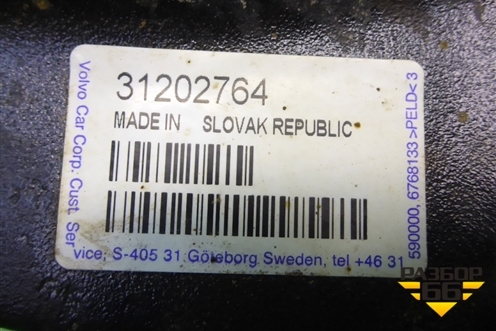 31202764
MADE IN SLOVAK REPUBLIC
Volvo Car Corp. Cust. Service, S-405 31 Göteborg Sweden, tel +46 31 590000, 6768133 >PELD< 3
РАЗБОР
66